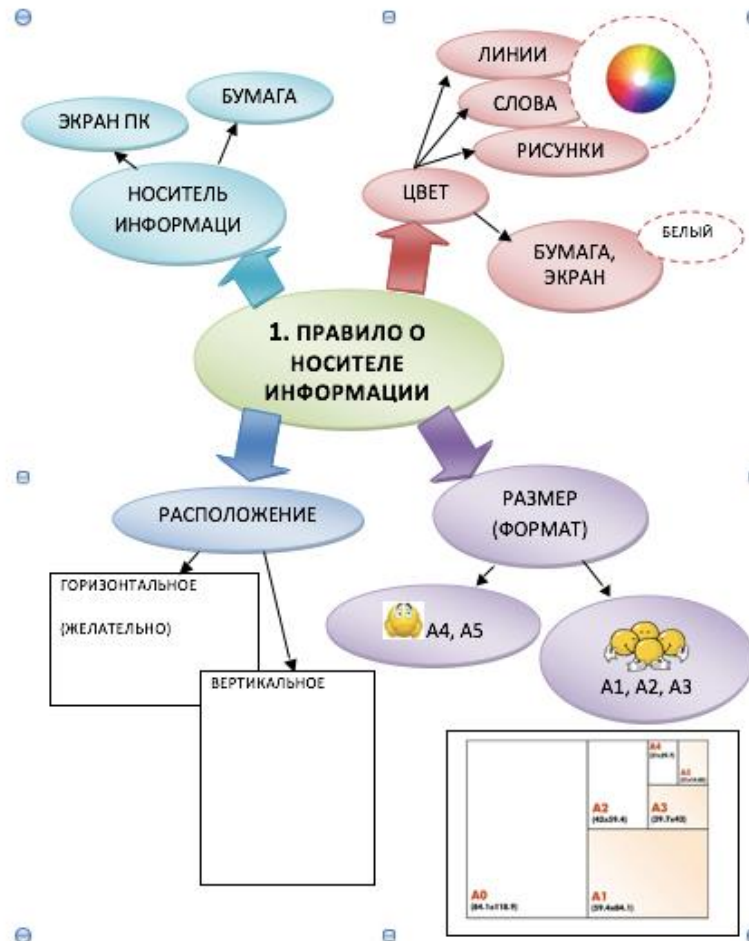 ЛИНИИ
СЛОВА
РИСУНКИ
БУМАГА
ЭКРАН ПК
НОСИТЕЛЬ
ИНФОРМАЦИ
ЦВЕТ
БЕЛЫЙ
БУМАГА,
ЭКРАН
1. ПРАВИЛО О
НОСИТЕЛЕ
ИНФОРМАЦИИ
РАСПОЛОЖЕНИЕ
РАЗМЕР
(ФОРМАТ)
ГОРИЗОНТАЛЬНОЕ
(ЖЕЛАТЕЛЬНО)
ВЕРТИКАЛЬНОЕ
А4, А5
А1, А2, А3
A4
A2
(42x59.4)
A3
(29.7x42)
A0
(84.1x118.9)
A1
(59.4x84.1)